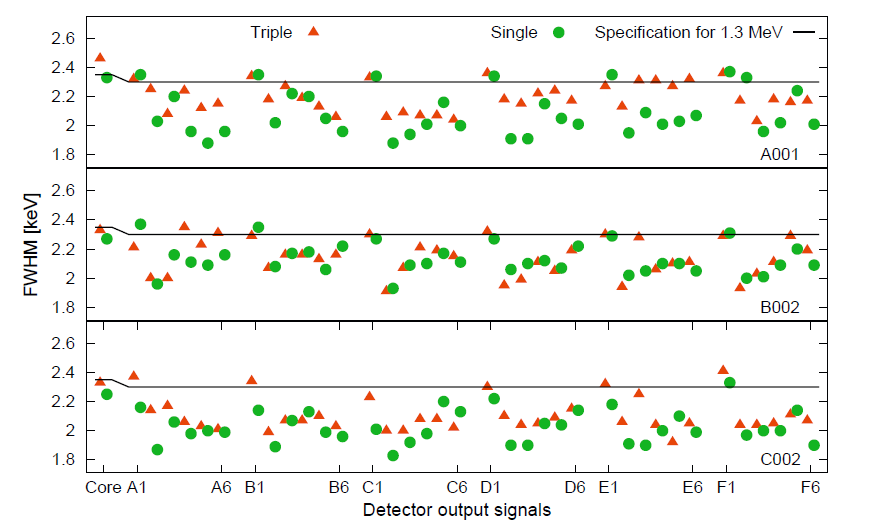 Triple Single Specification for 1.3 MeV
2.6
2.4
2.2
2
1.8
A001
2.6
2.4
2.2
2
1.8
B002
2.6
2.4
2.2
2
1.8
C002
FWHM [keV]
Core A1 A6 B1 B6 C1 C6 D1 D6 E1 E6 F1 F6
Detector output signals